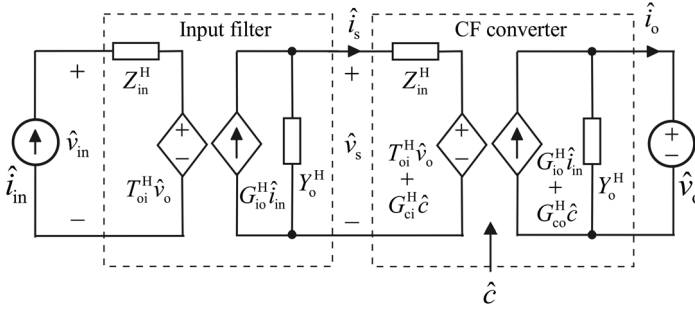 Input filter
CF converter
î_s
î_o
Z_in^H
Z_in^H
+
+
v̂_in
v̂_s
î_in
+
−
+
−
+
−
T_oi^H v̂_o
G_io^H î_in
Y_o^H
T_oi^H v̂_o
+
G_ci^H ĉ
G_io^H î_in
+
G_co^H ĉ
Y_o^H
−
−
ĉ